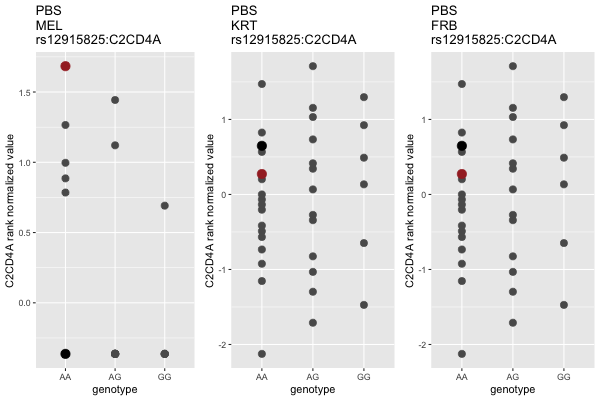 PBS
MEL
rs12915825:C2CD4A
C2CD4A rank normalized value
1.5
1.0
0.5
0.0
AA AG GG
genotype
PBS
KRT
rs12915825:C2CD4A
C2CD4A rank normalized value
1
0
-1
-2
AA AG GG
genotype
PBS
FRB
rs12915825:C2CD4A
C2CD4A rank normalized value
1
0
-1
-2
AA AG GG
genotype